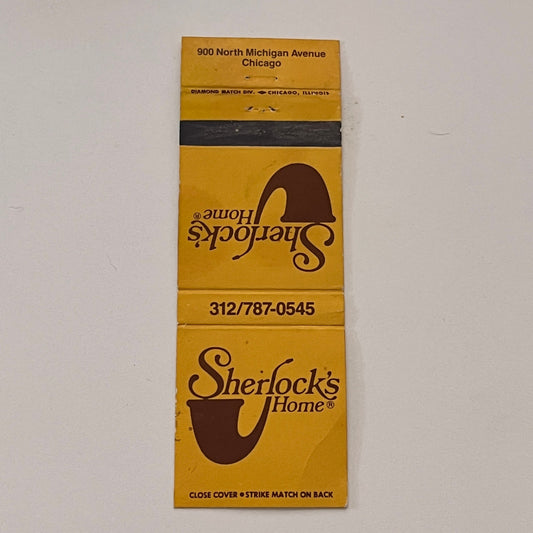 900 North Michigan Avenue
Chicago
DIAMOND MATCH DIV. CHICAGO, ILLINOIS
Sherlock's
Home®
312/787-0545
Sherlock's
Home®
CLOSE COVER • STRIKE MATCH ON BACK